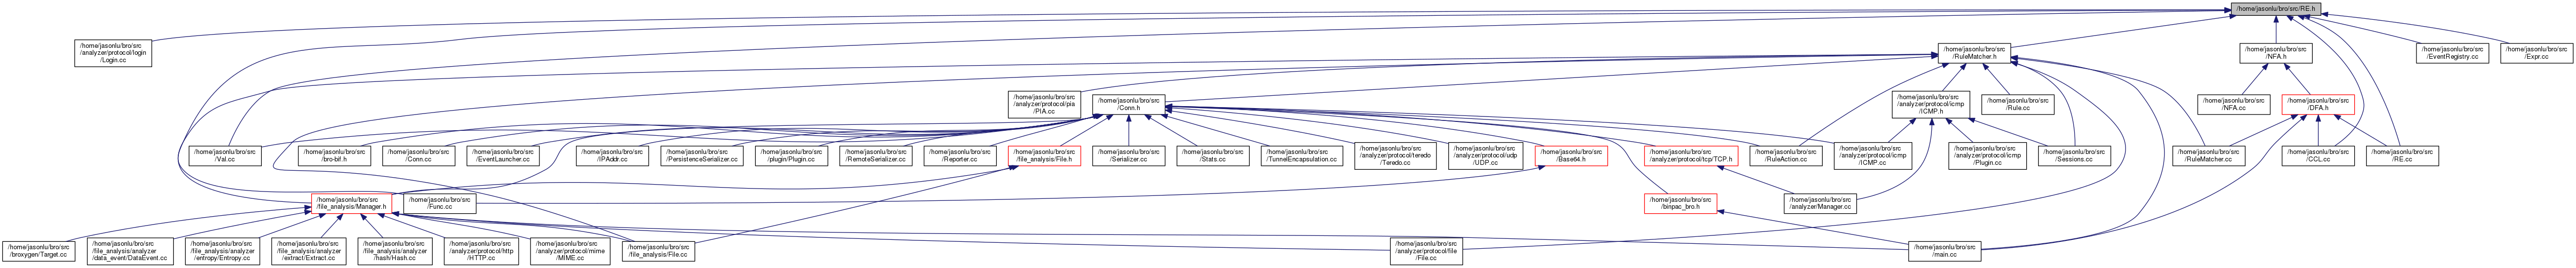 /home/jasonlu/bro/src/RE.h
/home/jasonlu/bro/src
/analyzer/protocol/login
/Login.cc
/home/jasonlu/bro/src
/RuleMatcher.h
/home/jasonlu/bro/src
/NFA.h
/home/jasonlu/bro/src
/EventRegistry.cc
/home/jasonlu/bro/src
/Expr.cc
/home/jasonlu/bro/src
/analyzer/protocol/pia
/PIA.cc
/home/jasonlu/bro/src
/Conn.h
/home/jasonlu/bro/src
/analyzer/protocol/icmp
/ICMP.h
/home/jasonlu/bro/src
/Rule.cc
/home/jasonlu/bro/src
/NFA.cc
/home/jasonlu/bro/src
/DFA.h
/home/jasonlu/bro/src
/Val.cc
/home/jasonlu/bro/src
/bro-bif.h
/home/jasonlu/bro/src
/Conn.cc
/home/jasonlu/bro/src
/EventLauncher.cc
/home/jasonlu/bro/src
/IPAddr.cc
/home/jasonlu/bro/src
/PersistenceSerializer.cc
/home/jasonlu/bro/src
/plugin/Plugin.cc
/home/jasonlu/bro/src
/RemoteSerializer.cc
/home/jasonlu/bro/src
/Reporter.cc
/home/jasonlu/bro/src
/file_analysis/File.h
/home/jasonlu/bro/src
/Serializer.cc
/home/jasonlu/bro/src
/Stats.cc
/home/jasonlu/bro/src
/TunnelEncapsulation.cc
/home/jasonlu/bro/src
/analyzer/protocol/teredo
/Teredo.cc
/home/jasonlu/bro/src
/analyzer/protocol/udp
/UDP.cc
/home/jasonlu/bro/src
/Base64.h
/home/jasonlu/bro/src
/analyzer/protocol/tcp/TCP.h
/home/jasonlu/bro/src
/RuleAction.cc
/home/jasonlu/bro/src
/analyzer/protocol/icmp
/ICMP.cc
/home/jasonlu/bro/src
/analyzer/protocol/icmp
/Plugin.cc
/home/jasonlu/bro/src
/Sessions.cc
/home/jasonlu/bro/src
/RuleMatcher.cc
/home/jasonlu/bro/src
/CCL.cc
/home/jasonlu/bro/src
/RE.cc
/home/jasonlu/bro/src
/file_analysis/Manager.h
/home/jasonlu/bro/src
/Func.cc
/home/jasonlu/bro/src
/binpac_bro.h
/home/jasonlu/bro/src
/analyzer/Manager.cc
/home/jasonlu/bro/src
/broxygen/Target.cc
/home/jasonlu/bro/src
/file_analysis/analyzer
/data_event/DataEvent.cc
/home/jasonlu/bro/src
/file_analysis/analyzer
/entropy/Entropy.cc
/home/jasonlu/bro/src
/file_analysis/analyzer
/extract/Extract.cc
/home/jasonlu/bro/src
/file_analysis/analyzer
/hash/Hash.cc
/home/jasonlu/bro/src
/analyzer/protocol/http
/HTTP.cc
/home/jasonlu/bro/src
/analyzer/protocol/mime
/MIME.cc
/home/jasonlu/bro/src
/file_analysis/File.cc
/home/jasonlu/bro/src
/analyzer/protocol/file
/File.cc
/home/jasonlu/bro/src
/main.cc